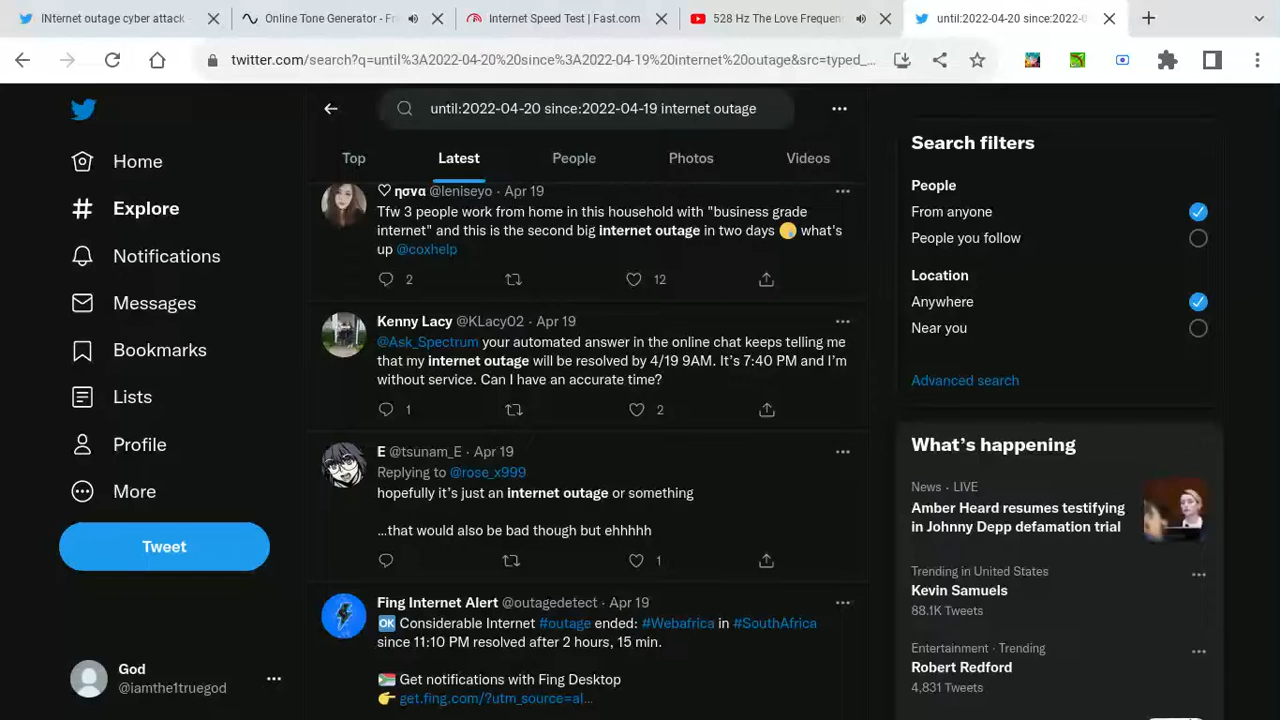 INternet outage cyber attack -
Online Tone Generator - Fr
Internet Speed Test | Fast.com
528 Hz The Love Frequen
until:2022-04-20 since:2022-0
twitter.com/search?q=until%3A2022-04-20%20since%3A2022-04-19%20internet%20outage&src=typed_...
until:2022-04-20 since:2022-04-19 internet outage
Top
Latest
People
Photos
Videos
Home
Explore
Notifications
Messages
Bookmarks
Lists
Profile
More
Tweet
God
@iamthe1truegod
♡ ησνα @leniseyo · Apr 19
Tfw 3 people work from home in this household with "business grade
internet" and this is the second big internet outage in two days 😥 what's
up @coxhelp
2
12
Kenny Lacy @KLacy02 · Apr 19
@Ask_Spectrum your automated answer in the online chat keeps telling me
that my internet outage will be resolved by 4/19 9AM. It’s 7:40 PM and I’m
without service. Can I have an accurate time?
1
2
E @tsunam_E · Apr 19
Replying to @rose_x999
hopefully it’s just an internet outage or something
...that would also be bad though but ehhhhh
1
Fing Internet Alert @outagedetect · Apr 19
🆗 Considerable Internet #outage ended: #Webafrica in #SouthAfrica
since 11:10 PM resolved after 2 hours, 15 min.
🇿🇦 Get notifications with Fing Desktop
👉 get.fing.com/?utm_source=al...
Search filters
People
From anyone
People you follow
Location
Anywhere
Near you
Advanced search
What’s happening
News · LIVE
Amber Heard resumes testifying
in Johnny Depp defamation trial
Trending in United States
Kevin Samuels
88.1K Tweets
Entertainment · Trending
Robert Redford
4,831 Tweets